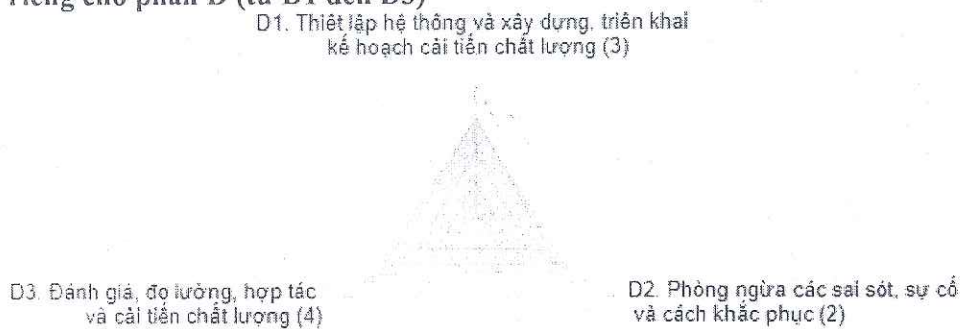 riêng cho phần D (từ D1 đến D3)
D1. Thiết lập hệ thống và xây dựng, triển khai
kế hoạch cải tiến chất lượng (3)
D3. Đánh giá, đo lường, hợp tác
và cải tiến chất lượng (4)
D2. Phòng ngừa các sai sót, sự cố
và cách khắc phục (2)